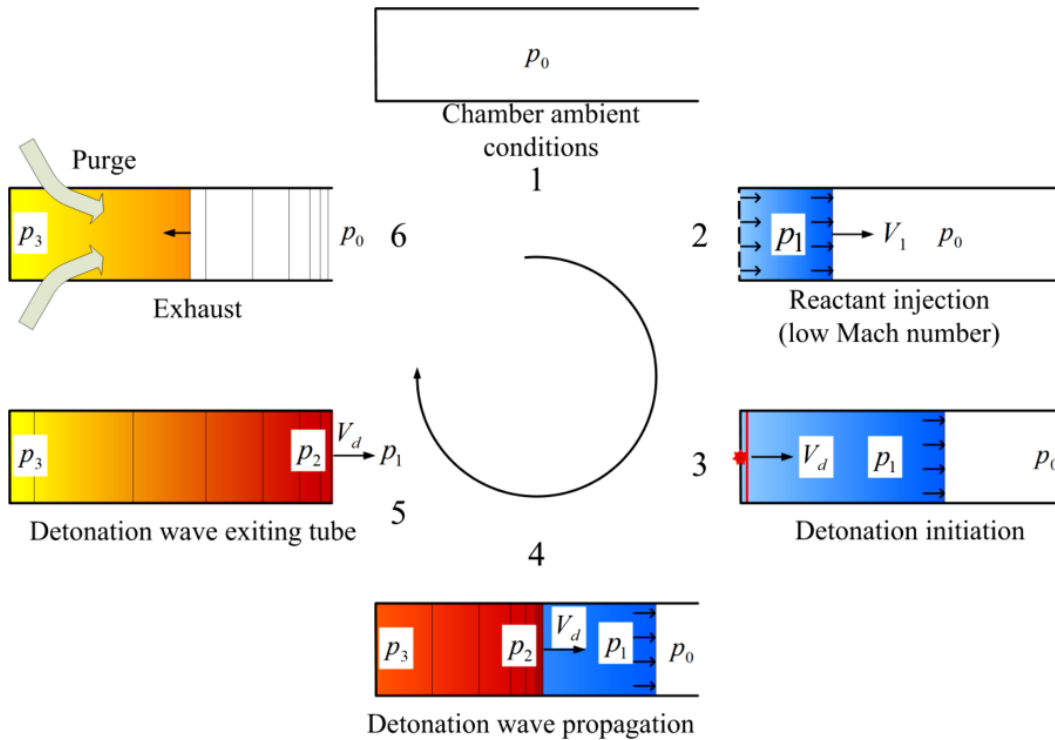 p0
Chamber ambient
conditions
1
Purge
p3
p0
6
Exhaust
2
p1
V1
p0
Reactant injection
(low Mach number)
p3
p2
Vd
p1
5
Detonation wave exiting tube
3
Vd
p1
p0
Detonation initiation
4
p3
p2
Vd
p1
p0
Detonation wave propagation